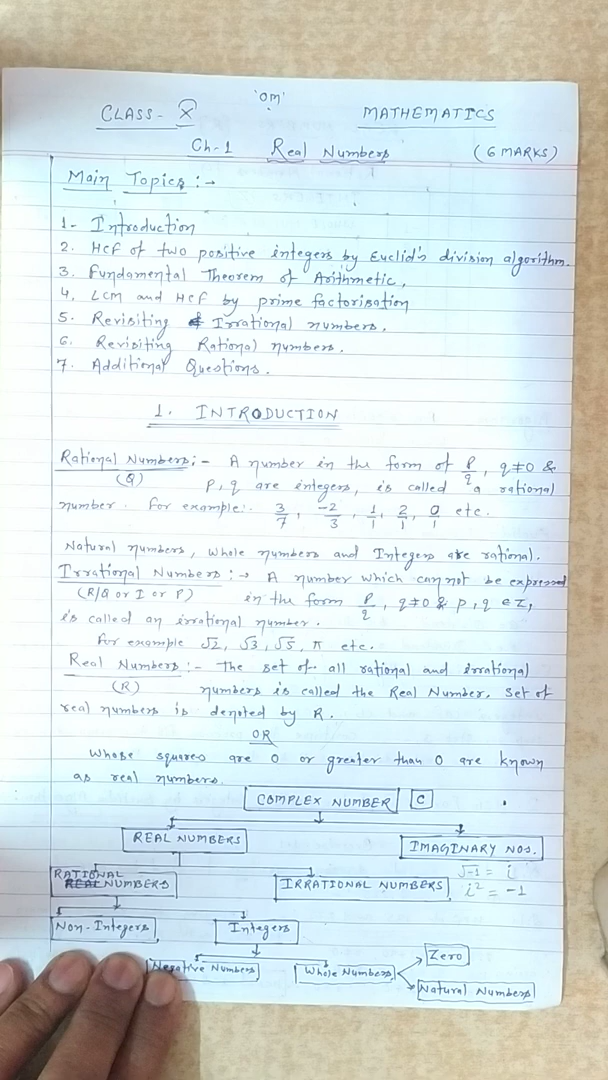 'om'
CLASS- X MATHEMATICS
Ch-1 Real Numbers (6 MARKS)
Main Topics :-
1- Introduction
2. HCF of two positive integers by Euclid's division algorithm.
3. Fundamental Theorem of Arithmetic,
4. LCM and HCF by prime factorisation
5. Revisiting Irrational numbers.
6. Revisiting Rational numbers.
7. Additional Questions.
1. INTRODUCTION
Rational Numbers:- A number in the form of p/q, q≠0 &
(Q) p, q are integers, is called a rational
number. For example:- 3/7, -2/3, 1/1, 2/1, 0/1 etc.
Natural numbers, Whole numbers and Integers are rational.
Irrational Numbers :→ A number which can not be expressed
(R/Q or I or P) in the form p/q, q≠0 & p, q ∈ Z,
is called an irrational number.
For example √2, √3, √5, π etc.
Real Numbers :- The set of all rational and irrational
(R) numbers is called the Real Number. Set of
real numbers is denoted by R.
OR
Whose squares are 0 or greater than 0 are known
as real numbers.
COMPLEX NUMBER C
REAL NUMBERS IMAGINARY NOS.
√-1 = i
RATIONAL NUMBERS IRRATIONAL NUMBERS i² = -1
Non-Integers Integers
Negative Numbers Whole Numbers Zero
Natural Numbers